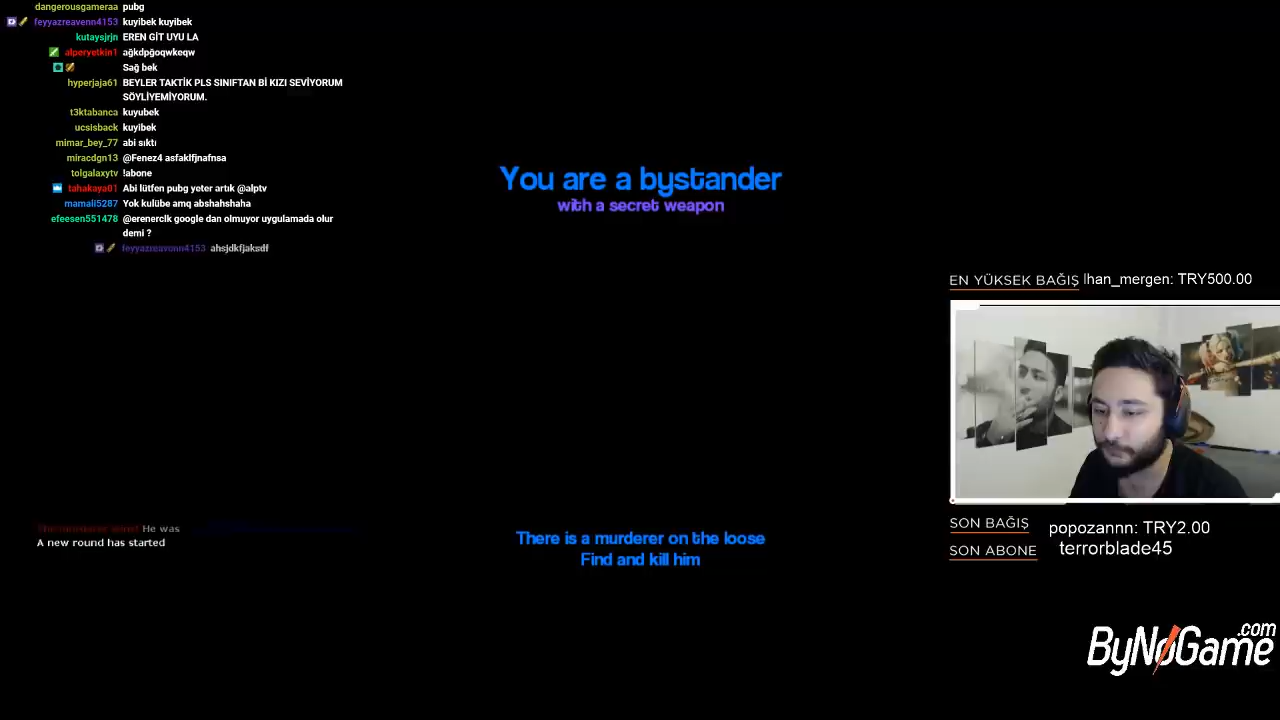 dangerousgameraa pubg
feyyazreavenn4153 kuyibek kuyibek
kutaysjrjn EREN GİT UYU LA
alperyetkin1 ağkdpğoqwkeqw
Sağ bek
hyperjaja61 BEYLER TAKTİK PLS SINIFTAN Bİ KIZI SEVİYORUM
SÖYLİYEMİYORUM.
t3ktabanca kuyubek
ucsisback kuyibek
mimar_bey_77 abi sıktı
miracdgn13 @Fenez4 asfaklfjnafnsa
tolgalaxytv !abone
tahakaya01 Abi lütfen pubg yeter artık @alptv
mamali5287 Yok kulübe amq abshahshaha
efeesen551478 @erenerclk google dan olmuyor uygulamada olur
demi ?
feyyazreavenn4153 ahsjdkfjaksdf
You are a bystander
with a secret weapon
EN YÜKSEK BAĞIŞ lhan_mergen: TRY500.00
He was
A new round has started
There is a murderer on the loose
Find and kill him
SON BAĞIŞ popozannn: TRY2.00
SON ABONE terrorblade45
ByNoGame.com